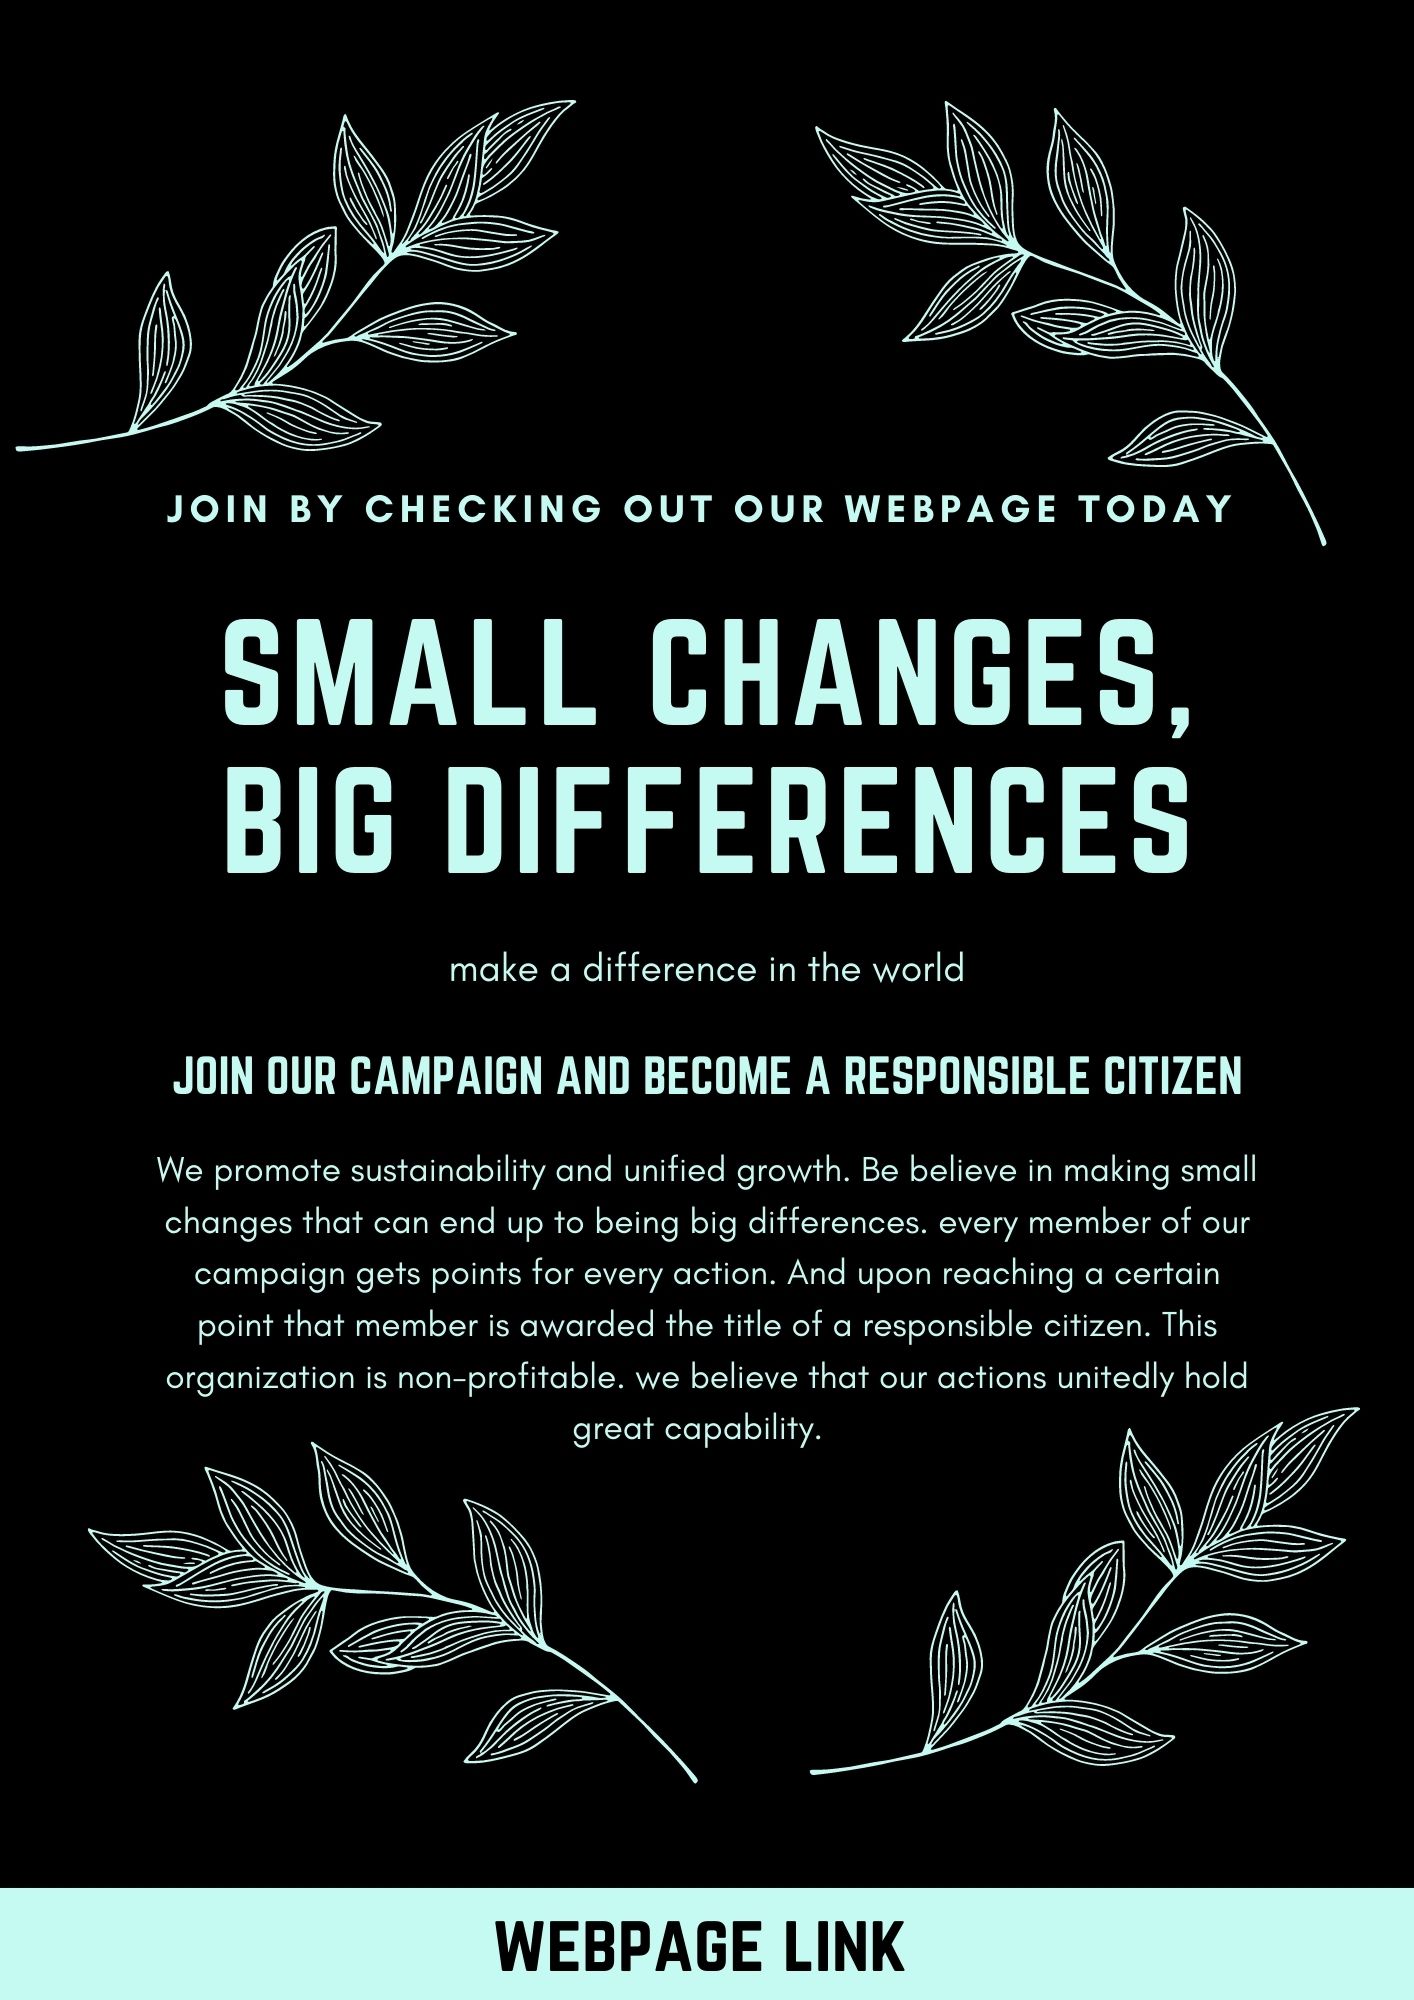 JOIN BY CHECKING OUT OUR WEBPAGE TODAY
SMALL CHANGES,
BIG DIFFERENCES
make a difference in the world
JOIN OUR CAMPAIGN AND BECOME A RESPONSIBLE CITIZEN
We promote sustainability and unified growth. Be believe in making small
changes that can end up to being big differences. every member of our
campaign gets points for every action. And upon reaching a certain
point that member is awarded the title of a responsible citizen. This
organization is non-profitable. we believe that our actions unitedly hold
great capability.
WEBPAGE LINK